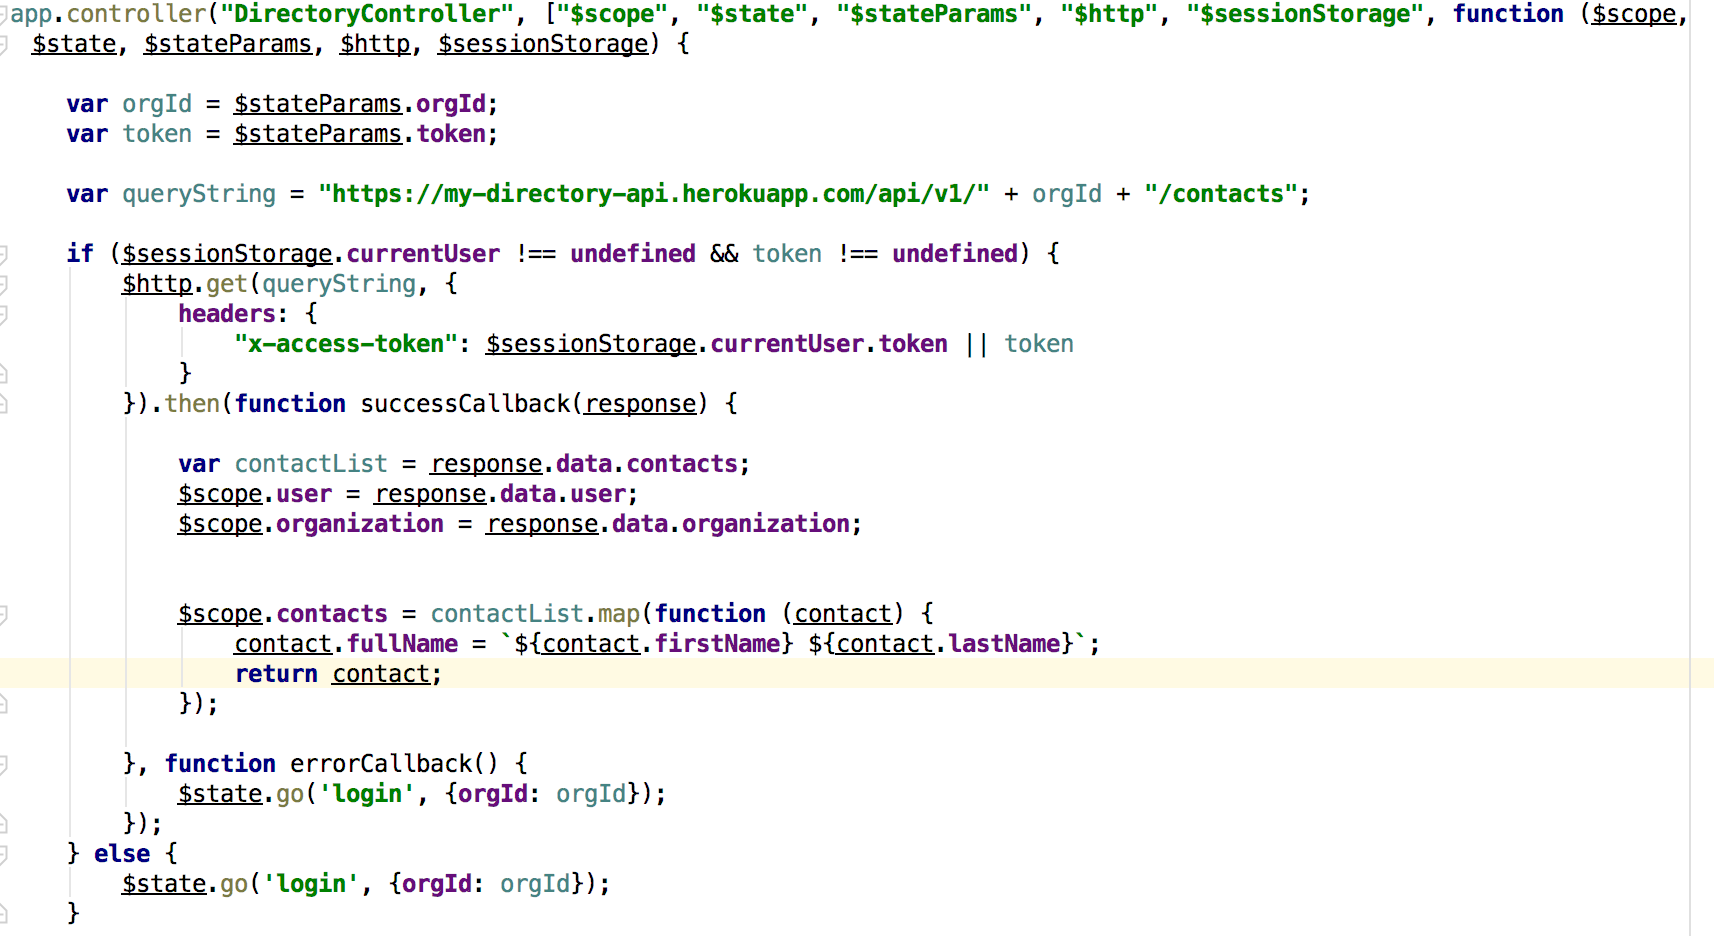 app.controller("DirectoryController", ["$scope", "$state", "$stateParams", "$http", "$sessionStorage", function ($scope,
$state, $stateParams, $http, $sessionStorage) {
var orgId = $stateParams.orgId;
var token = $stateParams.token;
var queryString = "https://my-directory-api.herokuapp.com/api/v1/" + orgId + "/contacts";
if ($sessionStorage.currentUser !== undefined && token !== undefined) {
$http.get(queryString, {
headers: {
"x-access-token": $sessionStorage.currentUser.token || token
}
}).then(function successCallback(response) {
var contactList = response.data.contacts;
$scope.user = response.data.user;
$scope.organization = response.data.organization;
$scope.contacts = contactList.map(function (contact) {
contact.fullName = `${contact.firstName} ${contact.lastName}`;
return contact;
});
}, function errorCallback() {
$state.go('login', {orgId: orgId});
});
} else {
$state.go('login', {orgId: orgId});
}